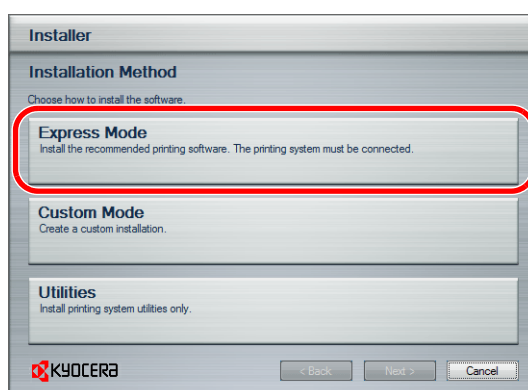 Installer
Installation Method
Choose how to install the software.
Express Mode
Install the recommended printing software. The printing system must be connected.
Custom Mode
Create a custom installation.
Utilities
Install printing system utilities only.
KYOCERA
< Back
Next >
Cancel